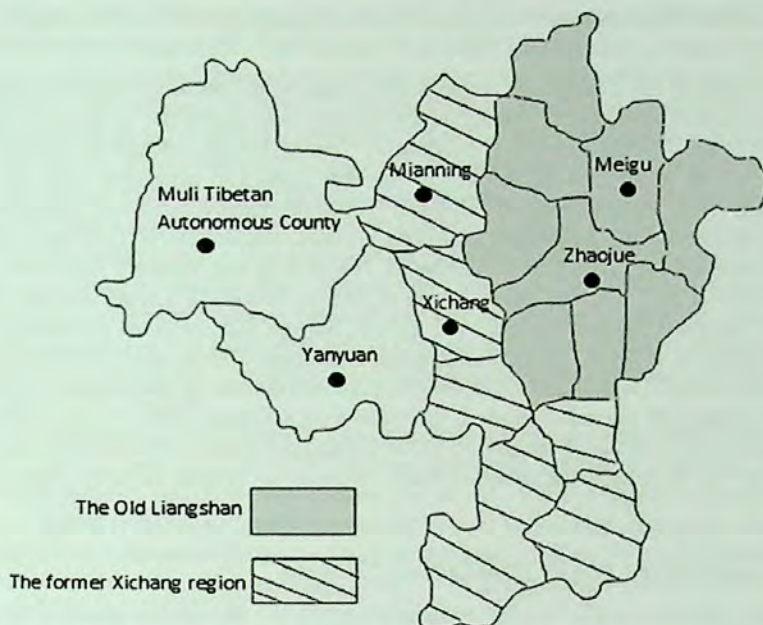 Mianning
Meigu
Muli Tibetan
Autonomous County
Zhaojue
Xichang
Yanyuan
The Old Liangshan
The former Xichang region